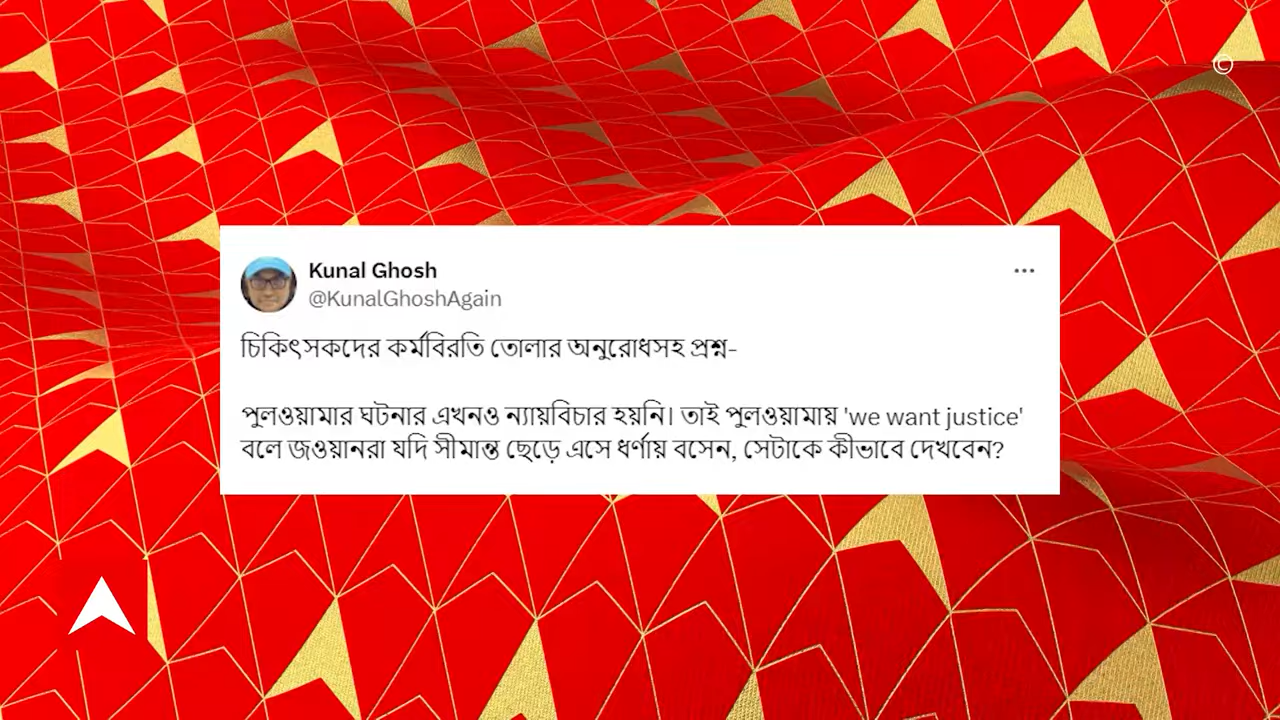 ©
Kunal Ghosh
@KunalGhoshAgain
চিকিৎসকদের কর্মবিরতি তোলার অনুরোধসহ প্রশ্ন-
পুলওয়ামার ঘটনার এখনও ন্যায়বিচার হয়নি। তাই পুলওয়ামায় 'we want justice'
বলে জওয়ানরা যদি সীমান্ত ছেড়ে এসে ধর্ণায় বসেন, সেটাকে কীভাবে দেখবেন?